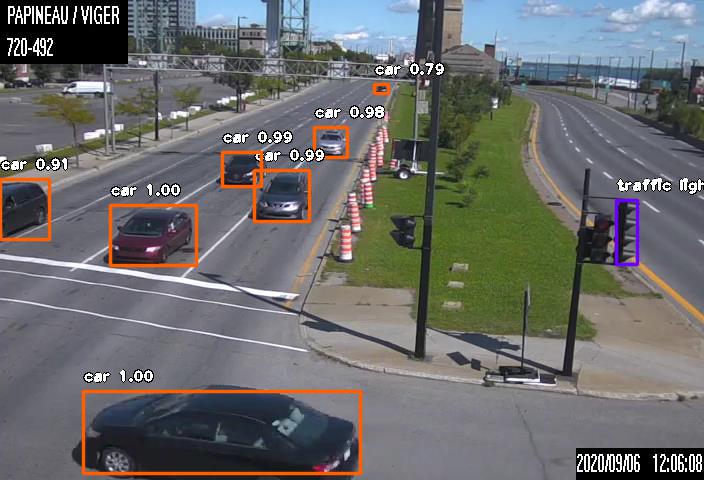 PAPINEAU / VIGER
720-492
car 0.79
car 0.98
car 0.99
car 0.99
car 0.91
car 1.00
traffic ligh
car 1.00
2020/09/06 12:06:08